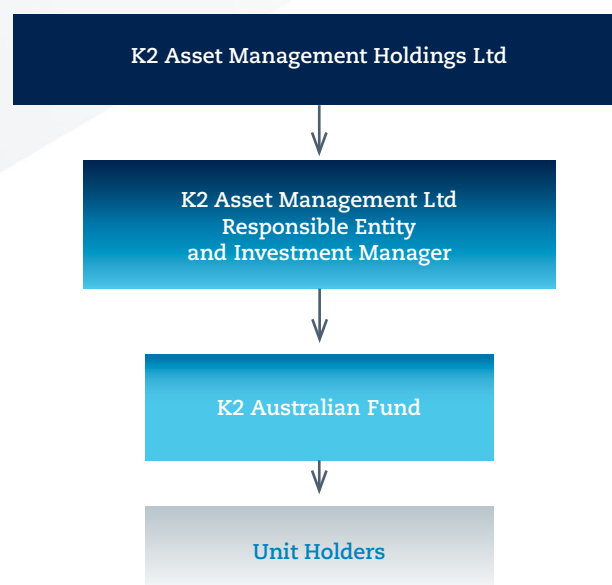 K2 Asset Management Holdings Ltd
K2 Asset Management Ltd
Responsible Entity
and Investment Manager
K2 Australian Fund
Unit Holders